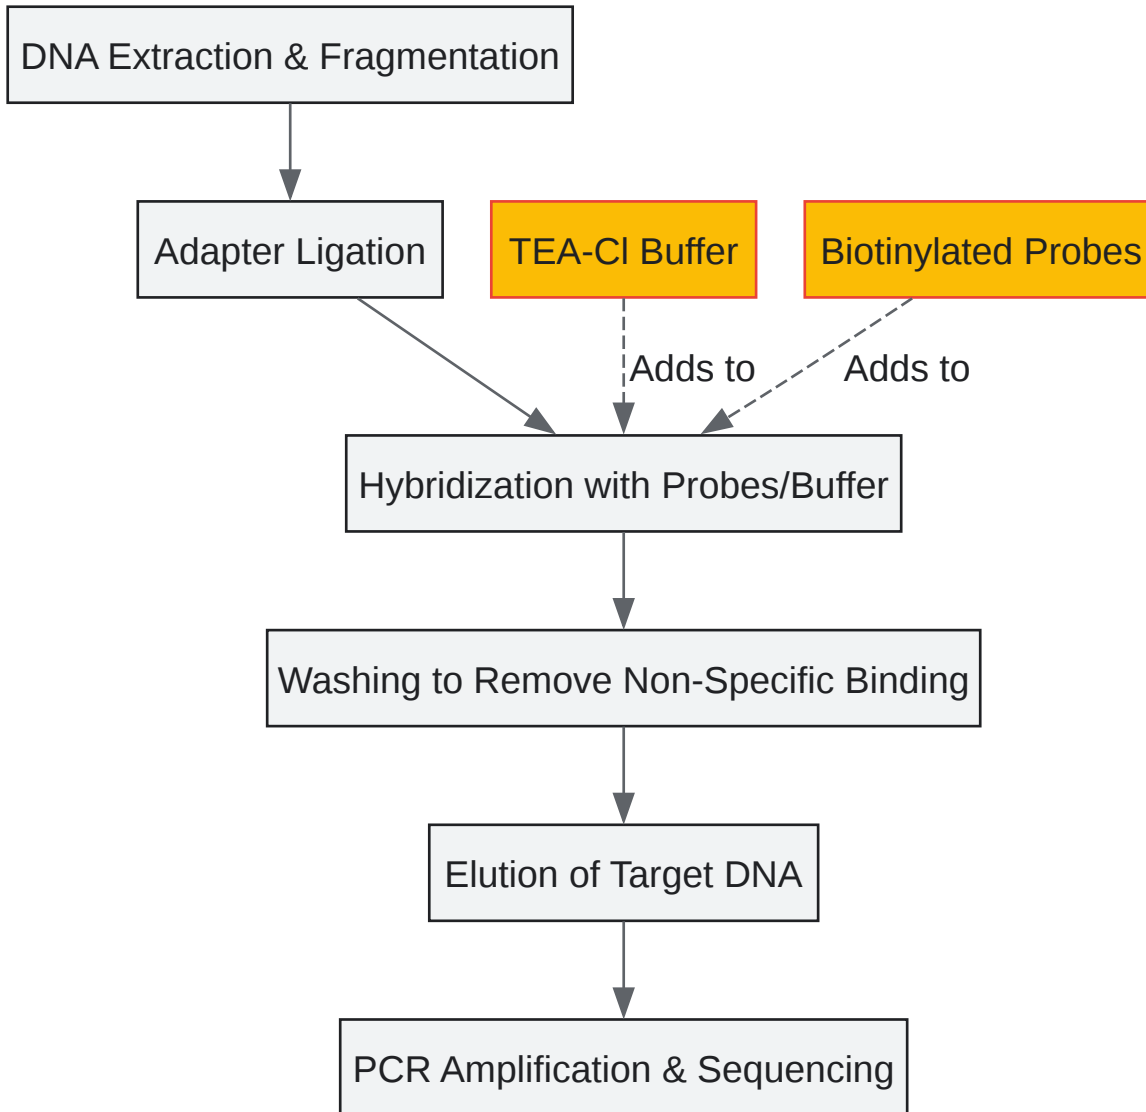 DNA Extraction & Fragmentation
Adapter Ligation
TEA-Cl Buffer
Biotinylated Probes
Adds to
Adds to
Hybridization with Probes/Buffer
Washing to Remove Non-Specific Binding
Elution of Target DNA
PCR Amplification & Sequencing